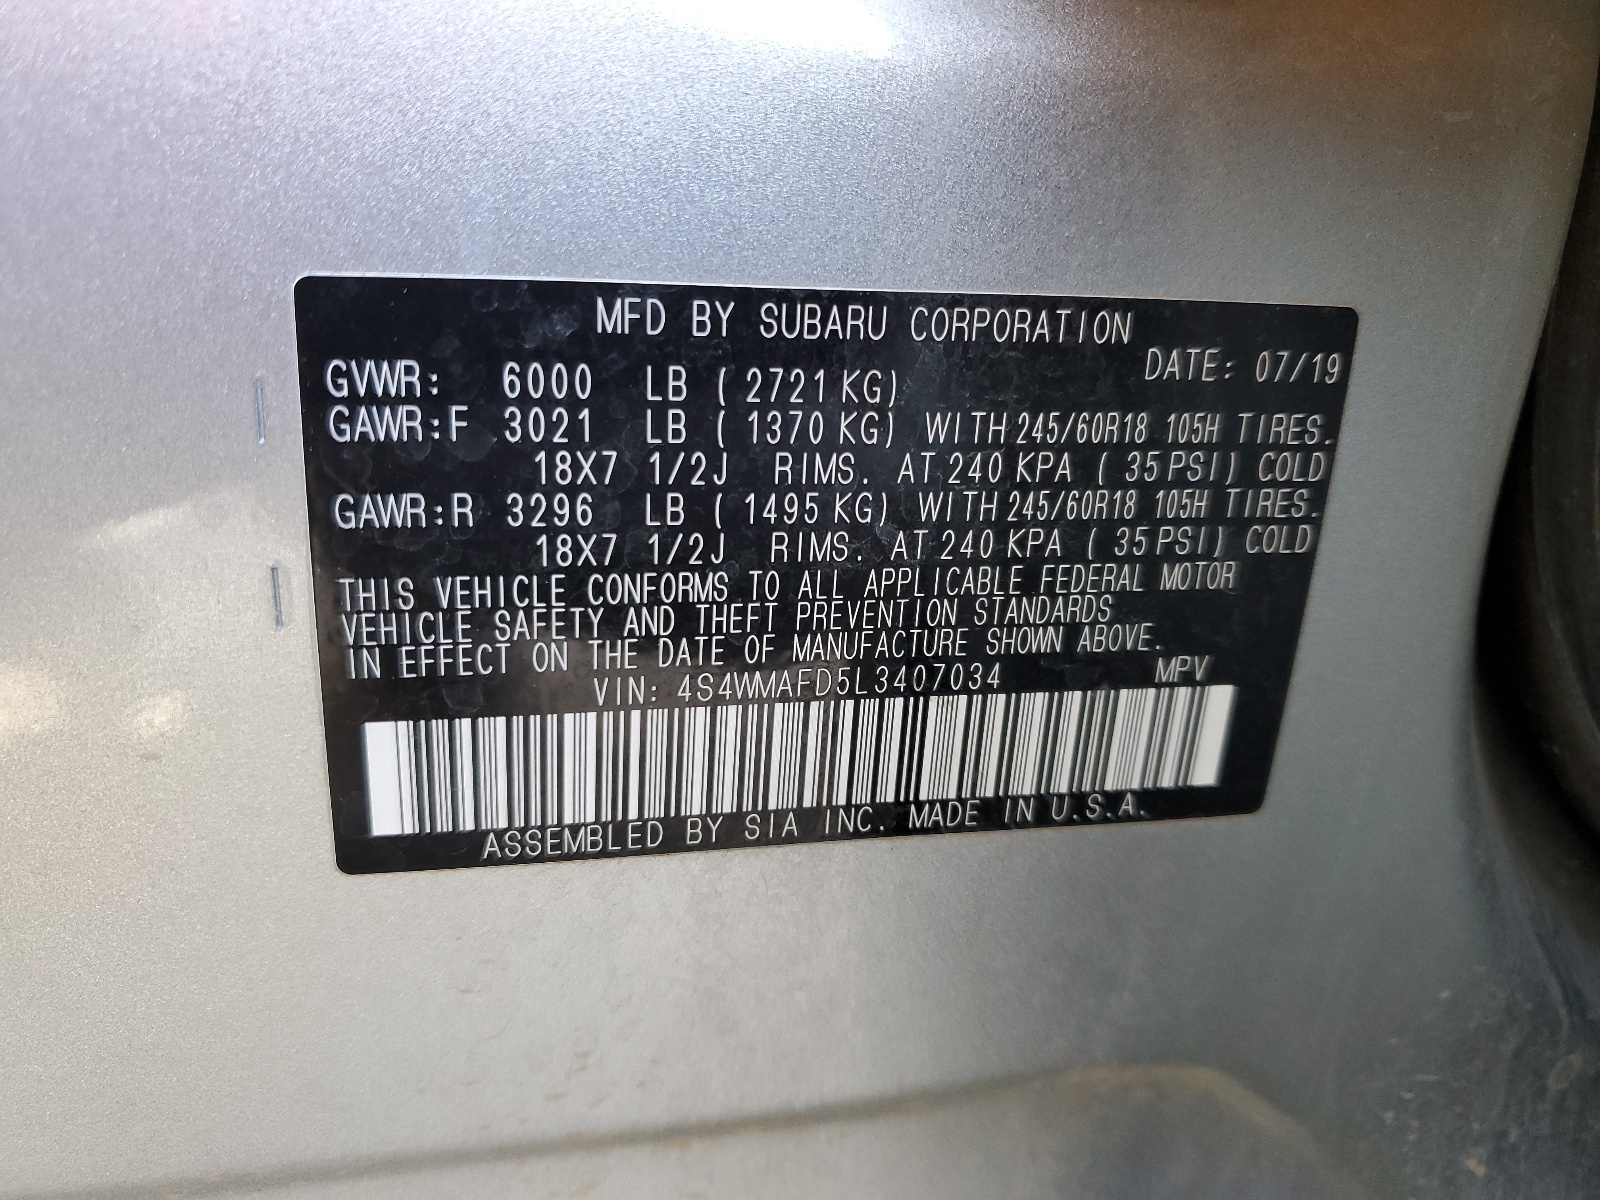 MFD BY SUBARU CORPORATION
DATE: 07/19
GVWR: 6000 LB ( 2721 KG)
GAWR:F 3021 LB ( 1370 KG) WITH 245/60R18 105H TIRES.
18X7 1/2J RIMS. AT 240 KPA ( 35 PSI) COLD
GAWR:R 3296 LB ( 1495 KG) WITH 245/60R18 105H TIRES.
18X7 1/2J RIMS. AT 240 KPA ( 35 PSI) COLD
THIS VEHICLE CONFORMS TO ALL APPLICABLE FEDERAL MOTOR
VEHICLE SAFETY AND THEFT PREVENTION STANDARDS
IN EFFECT ON THE DATE OF MANUFACTURE SHOWN ABOVE.
VIN: 4S4WMAFD5L3407034 MPV
ASSEMBLED BY SIA INC. MADE IN U.S.A.